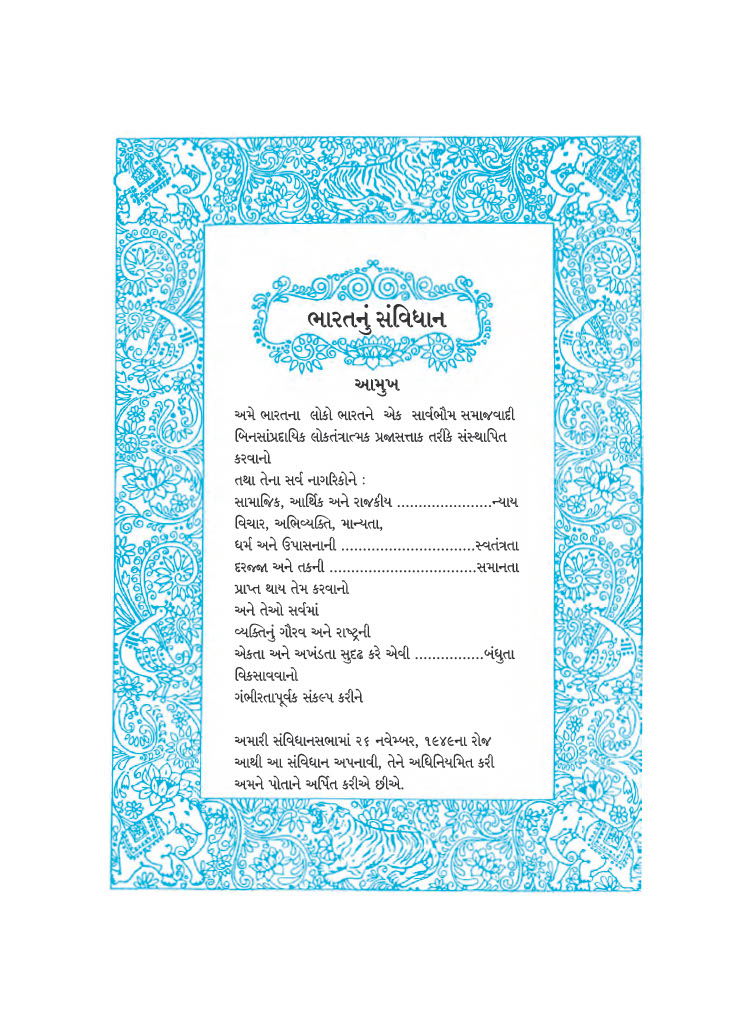 ભારતનું સંવિધાન
આમુખ
અમે ભારતના લોકો ભારતને એક સાર્વભૌમ સમાજવાદી
બિનસાંપ્રદાયિક લોકતંત્રાત્મક પ્રજાસત્તાક તરીકે સંસ્થાપિત
કરવાનો
તથા તેના સર્વ નાગરિકોને :
સામાજિક, આર્થિક અને રાજકીય ......................ન્યાય
વિચાર, અભિવ્યક્તિ, માન્યતા,
ધર્મ અને ઉપાસનાની ...............................સ્વતંત્રતા
દરજ્જા અને તકની ..................................સમાનતા
પ્રાપ્ત થાય તેમ કરવાનો
અને તેઓ સર્વમાં
વ્યક્તિનું ગૌરવ અને રાષ્ટ્રની
એકતા અને અખંડતા સુદઢ કરે એવી ................બંધુતા
વિકસાવવાનો
ગંભીરતાપૂર્વક સંકલ્પ કરીને
અમારી સંવિધાનસભામાં ૨૬ નવેમ્બર, ૧૯૪૯ના રોજ
આથી આ સંવિધાન અપનાવી, તેને અધિનિયમિત કરી
અમને પોતાને અર્પિત કરીએ છીએ.